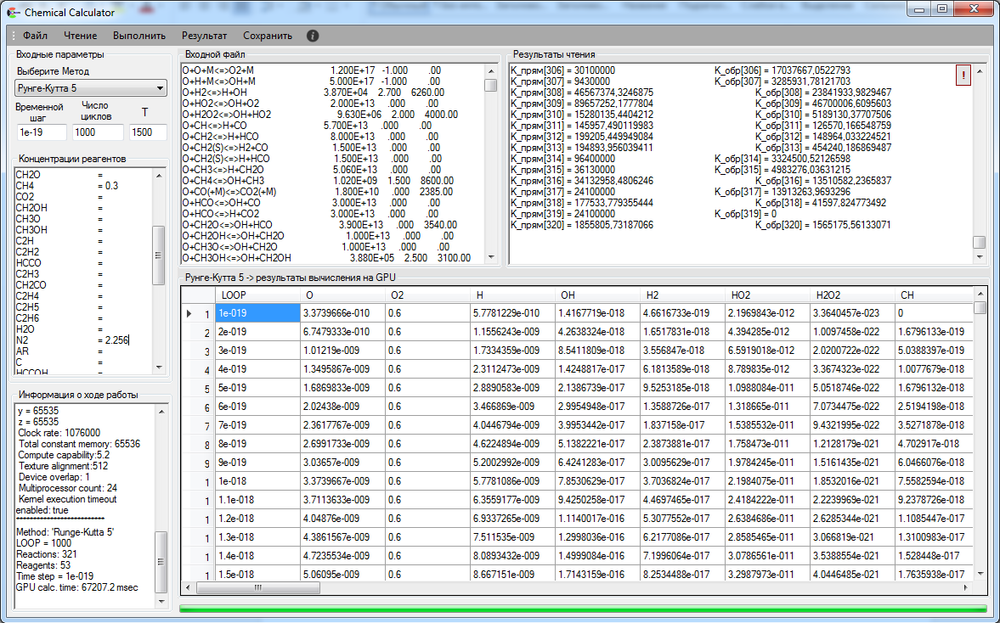 Chemical Calculator
Файл Чтение Выполнить Результат Сохранить
Входные параметры
Выберите Метод
Рунге-Кутта 5
Временной шаг Число циклов T
1e-19 1000 1500
Концентрации реагентов
CH2O =
CH4 = 0.3
CO2 =
CH2OH =
CH3O =
CH3OH =
C2H =
C2H2 =
HCCO =
C2H3 =
CH2CO =
C2H4 =
C2H5 =
C2H6 =
H2O =
N2 = 2.256
AR =
C =
HCCOH =
Информация о ходе работы
y = 65535
z = 65535
Clock rate: 1076000
Total constant memory: 65536
Compute capability:5.2
Texture alignment:512
Device overlap: 1
Multiprocessor count: 24
Kernel execution timeout
enabled: true
**************************
Method: 'Runge-Kutta 5'
LOOP = 1000
Reactions: 321
Reagents: 53
Time step = 1e-019
GPU calc. time: 67207.2 msec
Входной файл
O+O+M<=>O2+M 1.200E+17 -1.000 .00
O+H+M<=>OH+M 5.000E+17 -1.000 .00
O+H2<=>H+OH 3.870E+04 2.700 6260.00
O+HO2<=>OH+O2 2.000E+13 .000 .00
O+H2O2<=>OH+HO2 9.630E+06 2.000 4000.00
O+CH<=>H+CO 5.700E+13 .000 .00
O+CH2<=>H+HCO 8.000E+13 .000 .00
O+CH2(S)<=>H2+CO 1.500E+13 .000 .00
O+CH2(S)<=>H+HCO 1.500E+13 .000 .00
O+CH3<=>H+CH2O 5.060E+13 .000 .00
O+CH4<=>OH+CH3 1.020E+09 1.500 8600.00
O+CO(+M)<=>CO2(+M) 1.800E+10 .000 2385.00
O+HCO<=>OH+CO 3.000E+13 .000 .00
O+HCO<=>H+CO2 3.000E+13 .000 .00
O+CH2O<=>OH+HCO 3.900E+13 .000 3540.00
O+CH2OH<=>OH+CH2O 1.000E+13 .000 .00
O+CH3O<=>OH+CH2O 1.000E+13 .000 .00
O+CH3OH<=>OH+CH2OH 3.880E+05 2.500 3100.00
Результаты чтения
K_прям[306] = 30100000 K_обр[306] = 17037667,0522793
K_прям[307] = 9430000 K_обр[307] = 3285931,78121703
K_прям[308] = 46567374,3246875 K_обр[308] = 23841933,9829467
K_прям[309] = 89657252,1777804 K_обр[309] = 46700006,6095603
K_прям[310] = 15280135,4404212 K_обр[310] = 5189130,37707506
K_прям[311] = 145957,490119983 K_обр[311] = 126570,166548759
K_прям[312] = 199205,449949084 K_обр[312] = 148964,033224521
K_прям[313] = 194893,956039411 K_обр[313] = 454240,186869487
K_прям[314] = 96400000 K_обр[314] = 3324500,52126598
K_прям[315] = 36130000 K_обр[315] = 4983276,03631215
K_прям[316] = 34132958,4806246 K_обр[316] = 13510582,2365837
K_прям[317] = 24100000 K_обр[317] = 13913263,9693296
K_прям[318] = 177533,779355444 K_обр[318] = 41597,824773492
K_прям[319] = 24100000 K_обр[319] = 0
K_прям[320] = 1855805,73187066 K_обр[320] = 1565175,56133071
!
Рунге-Кутта 5 -> результаты вычисления на GPU
LOOP O O2 H OH H2 HO2 H2O2 CH
1 1e-019 3.3739666e-010 0.6 5.7781229e-010 1.4167719e-018 4.6616733e-019 2.1969843e-012 3.3640457e-023 0
2 2e-019 6.7479333e-010 0.6 1.1556243e-009 4.2638324e-018 1.6517831e-018 4.394285e-012 1.0097458e-022 1.6796133e-019
3 3e-019 1.01219e-009 0.6 1.7334359e-009 8.5411809e-018 3.556847e-018 6.5919018e-012 2.0200722e-022 5.0388397e-019
4 4e-019 1.3495867e-009 0.6 2.3112473e-009 1.4248817e-017 6.1813589e-018 8.789835e-012 3.3674323e-022 1.0077679e-018
5 5e-019 1.6869833e-009 0.6 2.8890583e-009 2.1386739e-017 9.5253185e-018 1.0988084e-011 5.0518746e-022 1.6796132e-018
6 6e-019 2.02438e-009 0.6 3.466869e-009 2.9954948e-017 1.3588726e-017 1.318665e-011 7.0734475e-022 2.5194198e-018
7 7e-019 2.3617767e-009 0.6 4.0446794e-009 3.9953442e-017 1.837158e-017 1.5385532e-011 9.4321995e-022 3.5271878e-018
8 8e-019 2.6991733e-009 0.6 4.6224894e-009 5.1382221e-017 2.3873881e-017 1.758473e-011 1.2128179e-021 4.702917e-018
9 9e-019 3.03657e-009 0.6 5.2002992e-009 6.4241283e-017 3.0095629e-017 1.9784245e-011 1.5161435e-021 6.0466076e-018
1 1e-018 3.3739667e-009 0.6 5.7781086e-009 7.8530629e-017 3.7036824e-017 2.1984075e-011 1.8532016e-021 7.5582594e-018
1 1.1e-018 3.7113633e-009 0.6 6.3559177e-009 9.4250258e-017 4.4697465e-017 2.4184222e-011 2.2239969e-021 9.2378726e-018
1 1.2e-018 4.04876e-009 0.6 6.9337265e-009 1.1140017e-016 5.3077552e-017 2.6384686e-011 2.6285344e-021 1.1085447e-017
1 1.3e-018 4.3861567e-009 0.6 7.511535e-009 1.2998036e-016 6.2177086e-017 2.8585465e-011 3.066819e-021 1.3100983e-017
1 1.4e-018 4.7235534e-009 0.6 8.0893432e-009 1.4999084e-016 7.1996064e-017 3.0786561e-011 3.5388554e-021 1.528448e-017
1 1.5e-018 5.06095e-009 0.6 8.667151e-009 1.7143159e-016 8.2534488e-017 3.2987973e-011 4.0446485e-021 1.7635938e-017